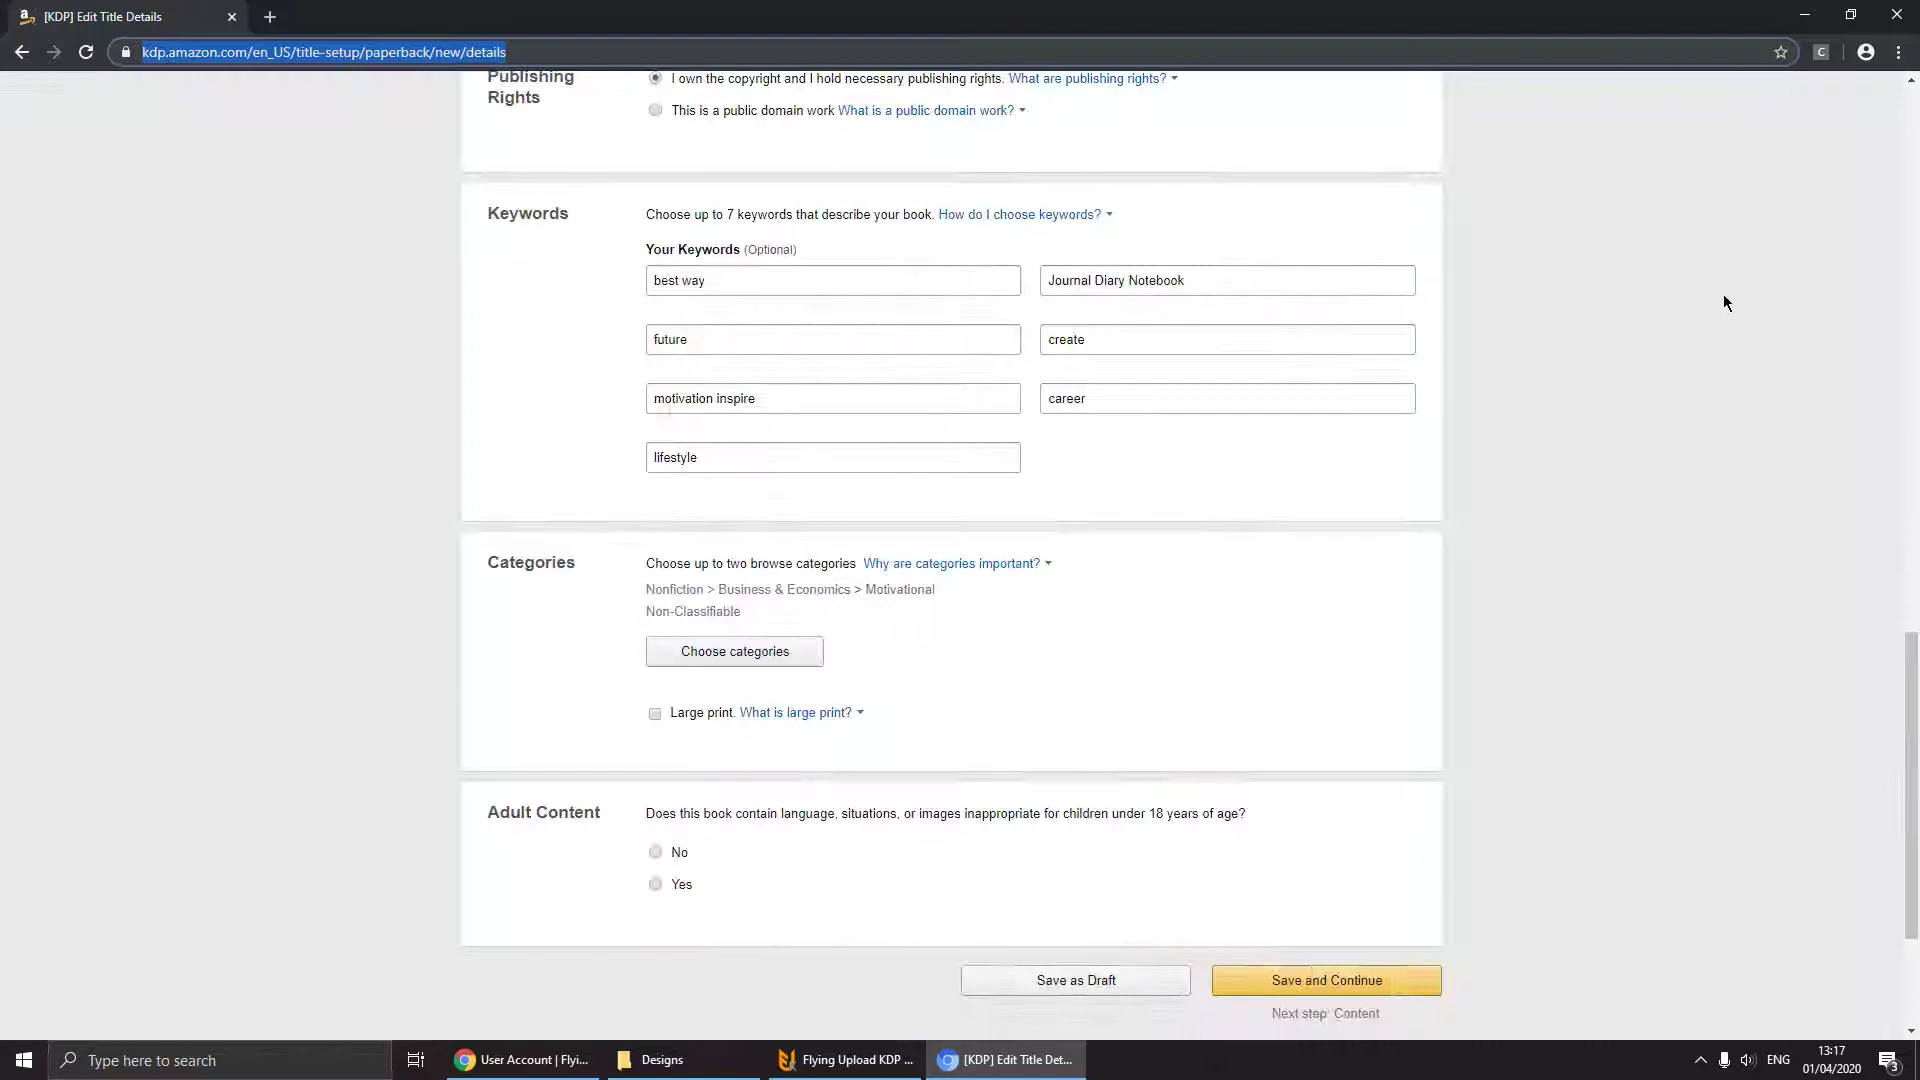 [KDP] Edit Title Details
kdp.amazon.com/en_US/title-setup/paperback/new/details
C
Publishing Rights
I own the copyright and I hold necessary publishing rights. What are publishing rights?
This is a public domain work What is a public domain work?
Keywords
Choose up to 7 keywords that describe your book. How do I choose keywords?
Your Keywords (Optional)
best way
Journal Diary Notebook
future
create
motivation inspire
career
lifestyle
Categories
Choose up to two browse categories Why are categories important?
Nonfiction > Business & Economics > Motivational
Non-Classifiable
Choose categories
Large print. What is large print?
Adult Content
Does this book contain language, situations, or images inappropriate for children under 18 years of age?
No
Yes
Save as Draft
Save and Continue
Next step: Content
Type here to search
User Account | Flyi...
Designs
Flying Upload KDP ...
[KDP] Edit Title Det...
ENG
13:17
01/04/2020
3